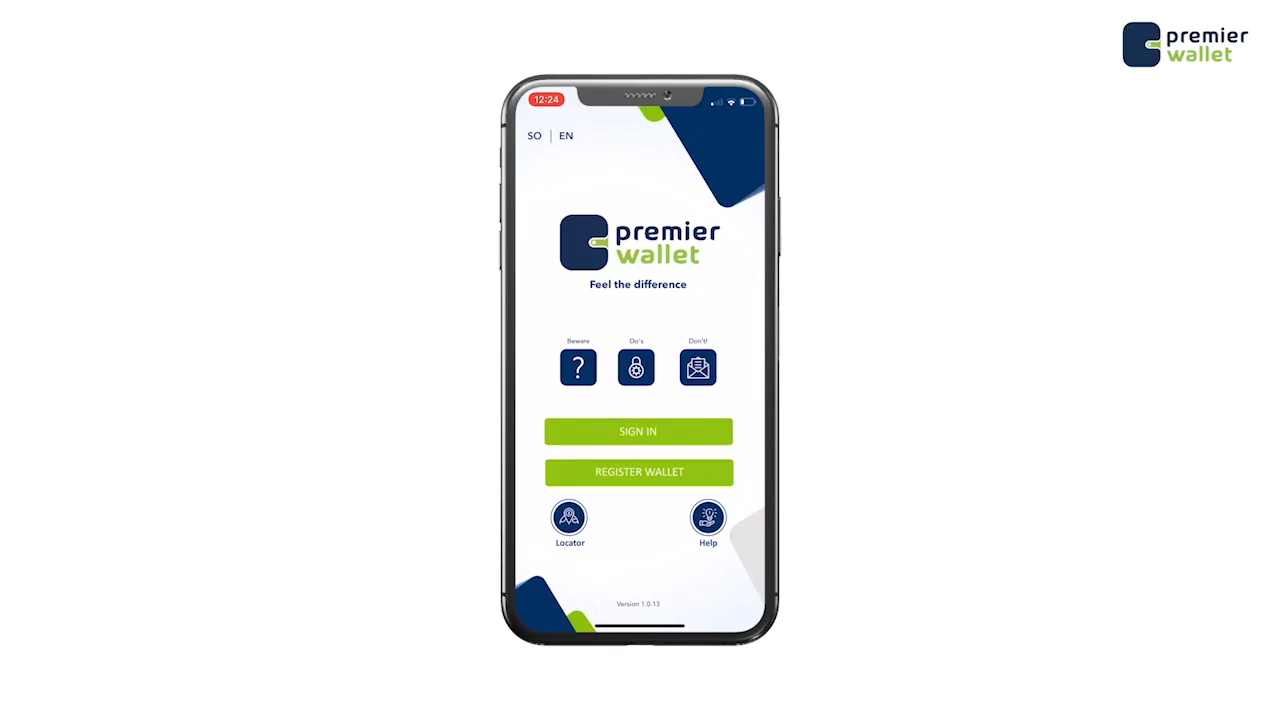 premier
wallet
12:24
SO | EN
premier
wallet
Feel the difference
Beware
Do's
Don't!
?
SIGN IN
REGISTER WALLET
Locator
Help
Version 1.0.13